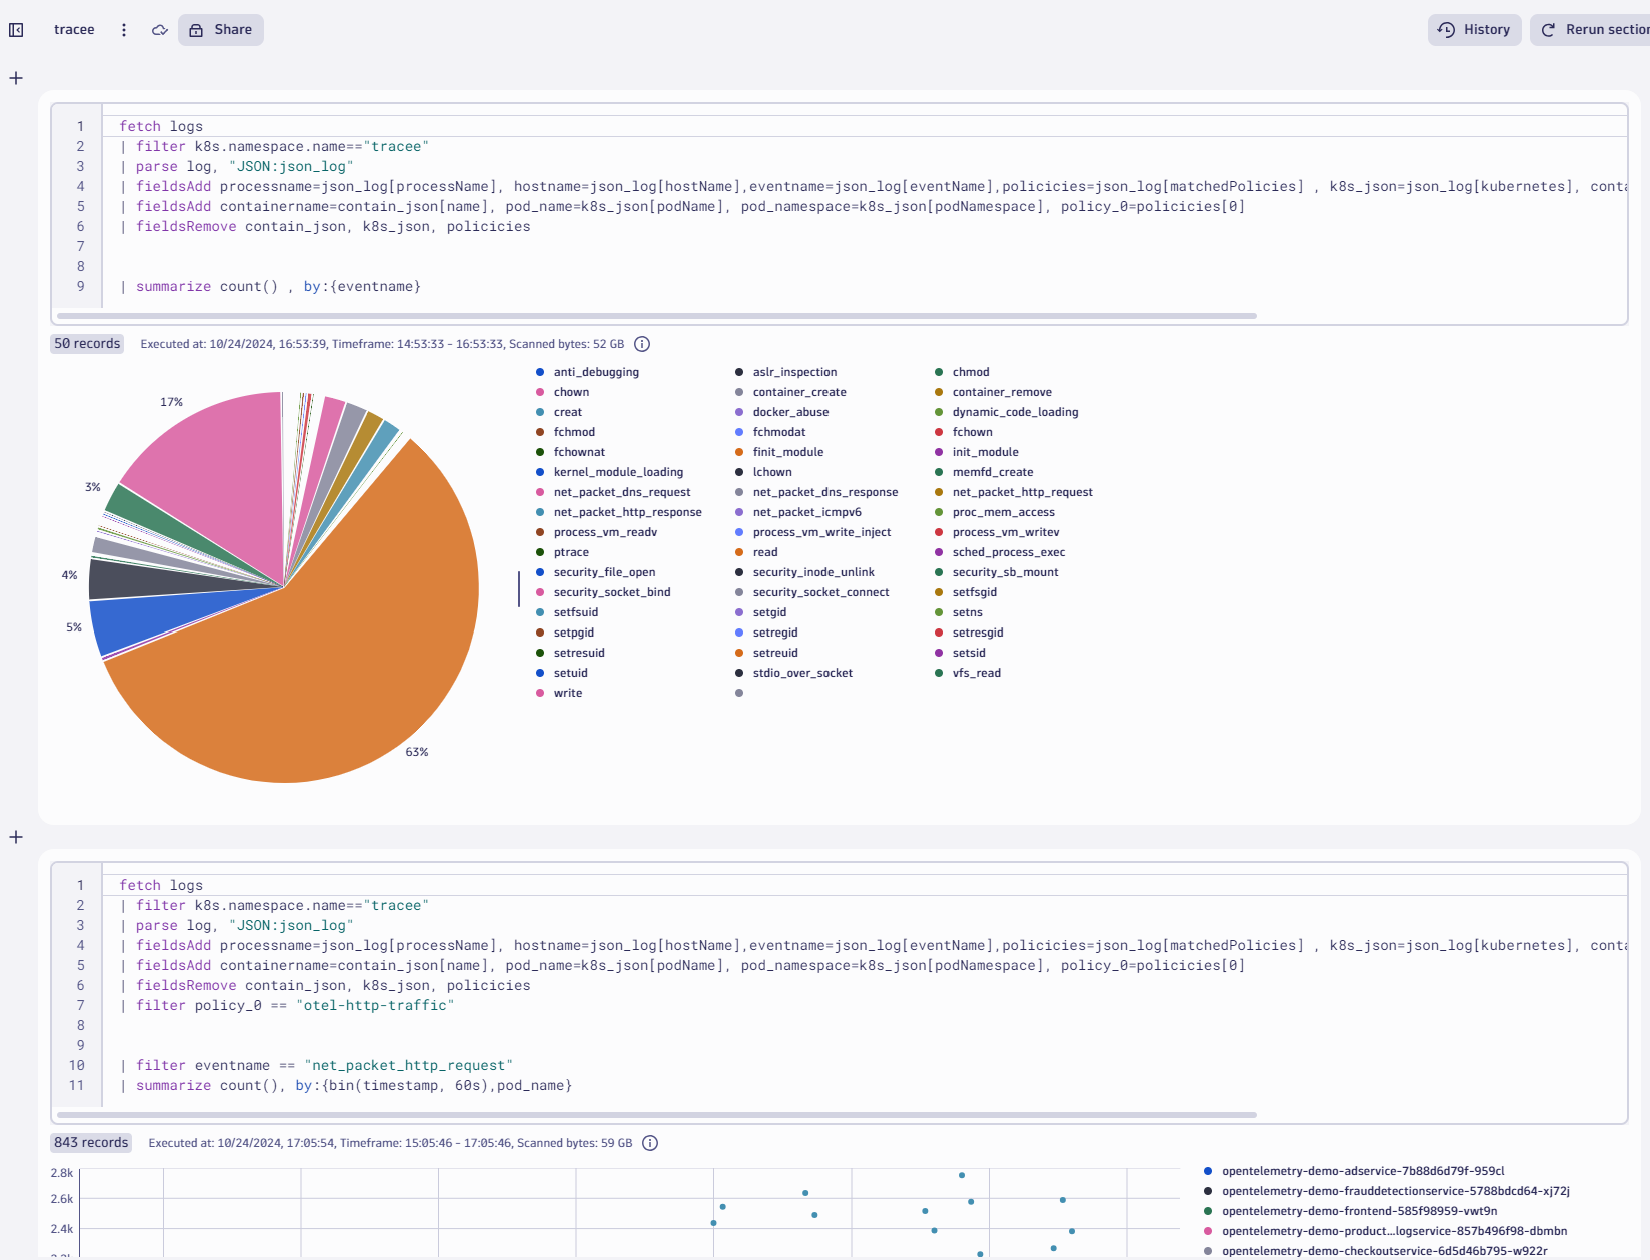 tracee
Share
History
Rerun section
1 fetch logs
2 | filter k8s.namespace.name=="tracee"
3 | parse log, "JSON:json_log"
4 | fieldsAdd processname=json_log[processName], hostname=json_log[hostName],eventname=json_log[eventName],policicies=json_log[matchedPolicies] , k8s_json=json_log[kubernetes], conta
5 | fieldsAdd containername=contain_json[name], pod_name=k8s_json[podName], pod_namespace=k8s_json[podNamespace], policy_0=policicies[0]
6 | fieldsRemove contain_json, k8s_json, policicies
7
8
9 | summarize count() , by:{eventname}
50 records Executed at: 10/24/2024, 16:53:39, Timeframe: 14:53:33 - 16:53:33, Scanned bytes: 52 GB
17%
3%
4%
5%
63%
anti_debugging aslr_inspection chmod
chown container_create container_remove
creat docker_abuse dynamic_code_loading
fchmod fchmodat fchown
fchownat finit_module init_module
kernel_module_loading lchown memfd_create
net_packet_dns_request net_packet_dns_response net_packet_http_request
net_packet_http_response net_packet_icmpv6 proc_mem_access
process_vm_readv process_vm_write_inject process_vm_writev
ptrace read sched_process_exec
security_file_open security_inode_unlink security_sb_mount
security_socket_bind security_socket_connect setfsgid
setfsuid setgid setns
setpgid setregid setresgid
setresuid setreuid setsid
setuid stdio_over_socket vfs_read
write
1 fetch logs
2 | filter k8s.namespace.name=="tracee"
3 | parse log, "JSON:json_log"
4 | fieldsAdd processname=json_log[processName], hostname=json_log[hostName],eventname=json_log[eventName],policicies=json_log[matchedPolicies] , k8s_json=json_log[kubernetes], conta
5 | fieldsAdd containername=contain_json[name], pod_name=k8s_json[podName], pod_namespace=k8s_json[podNamespace], policy_0=policicies[0]
6 | fieldsRemove contain_json, k8s_json, policicies
7 | filter policy_0 == "otel-http-traffic"
8
9
10 | filter eventname == "net_packet_http_request"
11 | summarize count(), by:{bin(timestamp, 60s),pod_name}
843 records Executed at: 10/24/2024, 17:05:54, Timeframe: 15:05:46 - 17:05:46, Scanned bytes: 59 GB
2.8k
2.6k
2.4k
opentelemetry-demo-adservice-7b88d6d79f-959cl
opentelemetry-demo-frauddetectionservice-5788bdcd64-xj72j
opentelemetry-demo-frontend-585f98959-vwt9n
opentelemetry-demo-product...logservice-857b496f98-dbmbn
opentelemetry-demo-checkoutservice-6d5d46b795-w922r